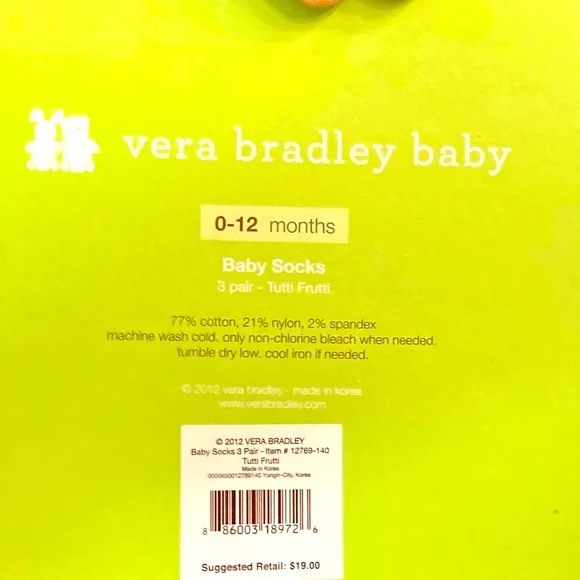 vera bradley baby
0-12 months
Baby Socks
3 pair - Tutti Frutti
77% cotton, 21% nylon, 2% spandex
machine wash cold. only non-chlorine bleach when needed.
tumble dry low. cool iron if needed.
© 2012 vera bradley - made in korea
www.verabradley.com
© 2012 VERA BRADLEY
Baby Socks 3 Pair - Item # 12769-140
Tutti Frutti
Made in Korea
Yongin-City, Korea
8 86003 18972 6
Suggested Retail: $19.00